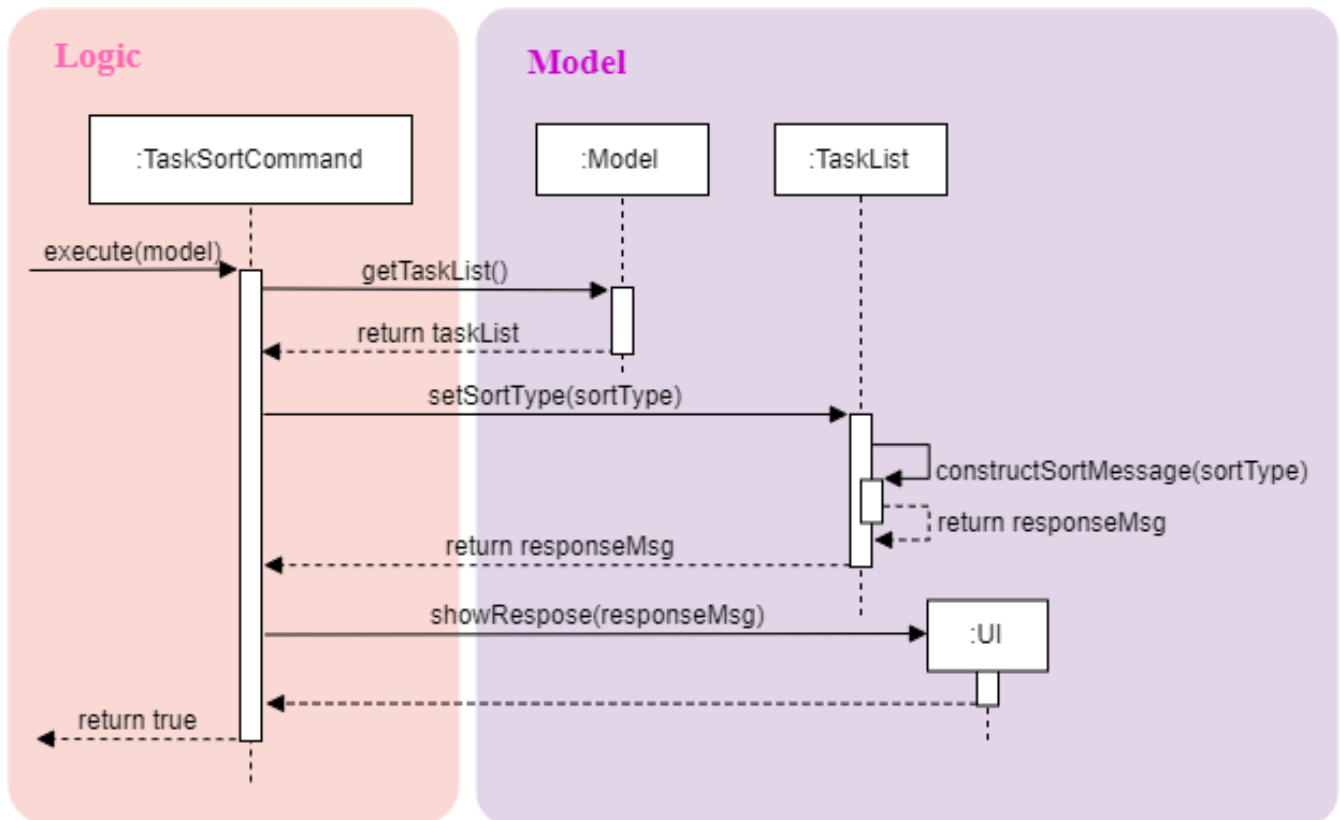 Logic
Model
:TaskSortCommand
:Model
:TaskList
execute(model)
getTaskList()
return taskList
setSortType(sortType)
constructSortMessage(sortType)
return responseMsg
return responseMsg
showRespose(responseMsg)
:UI
return true